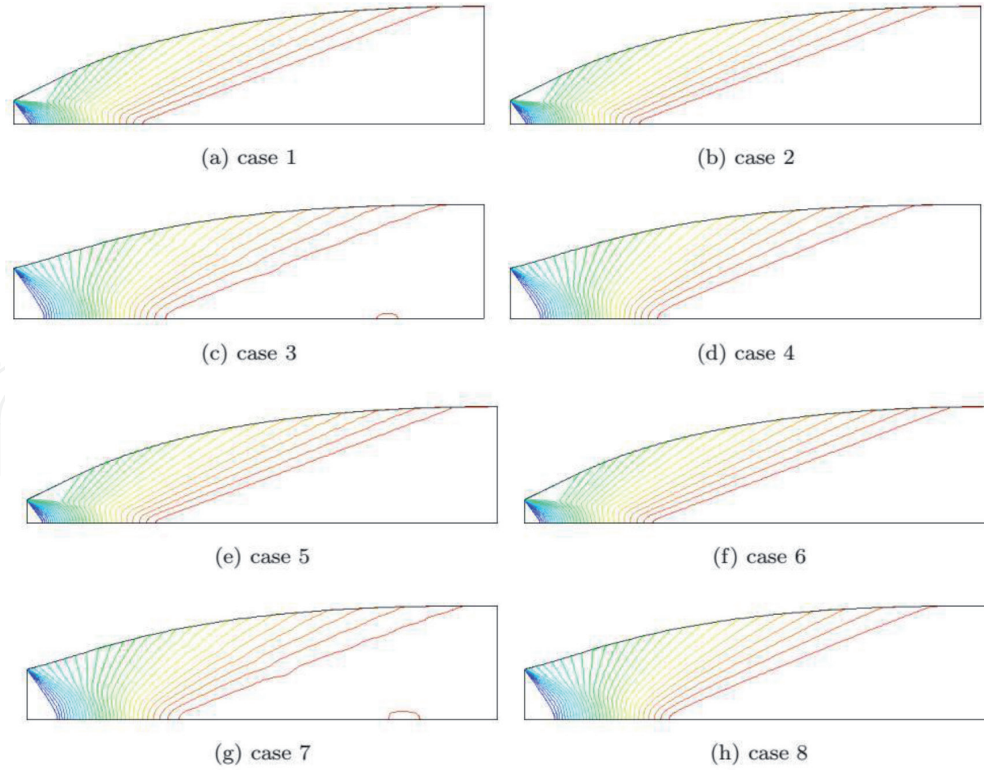 (a) case 1
(b) case 2
(c) case 3
(d) case 4
(e) case 5
(f) case 6
(g) case 7
(h) case 8